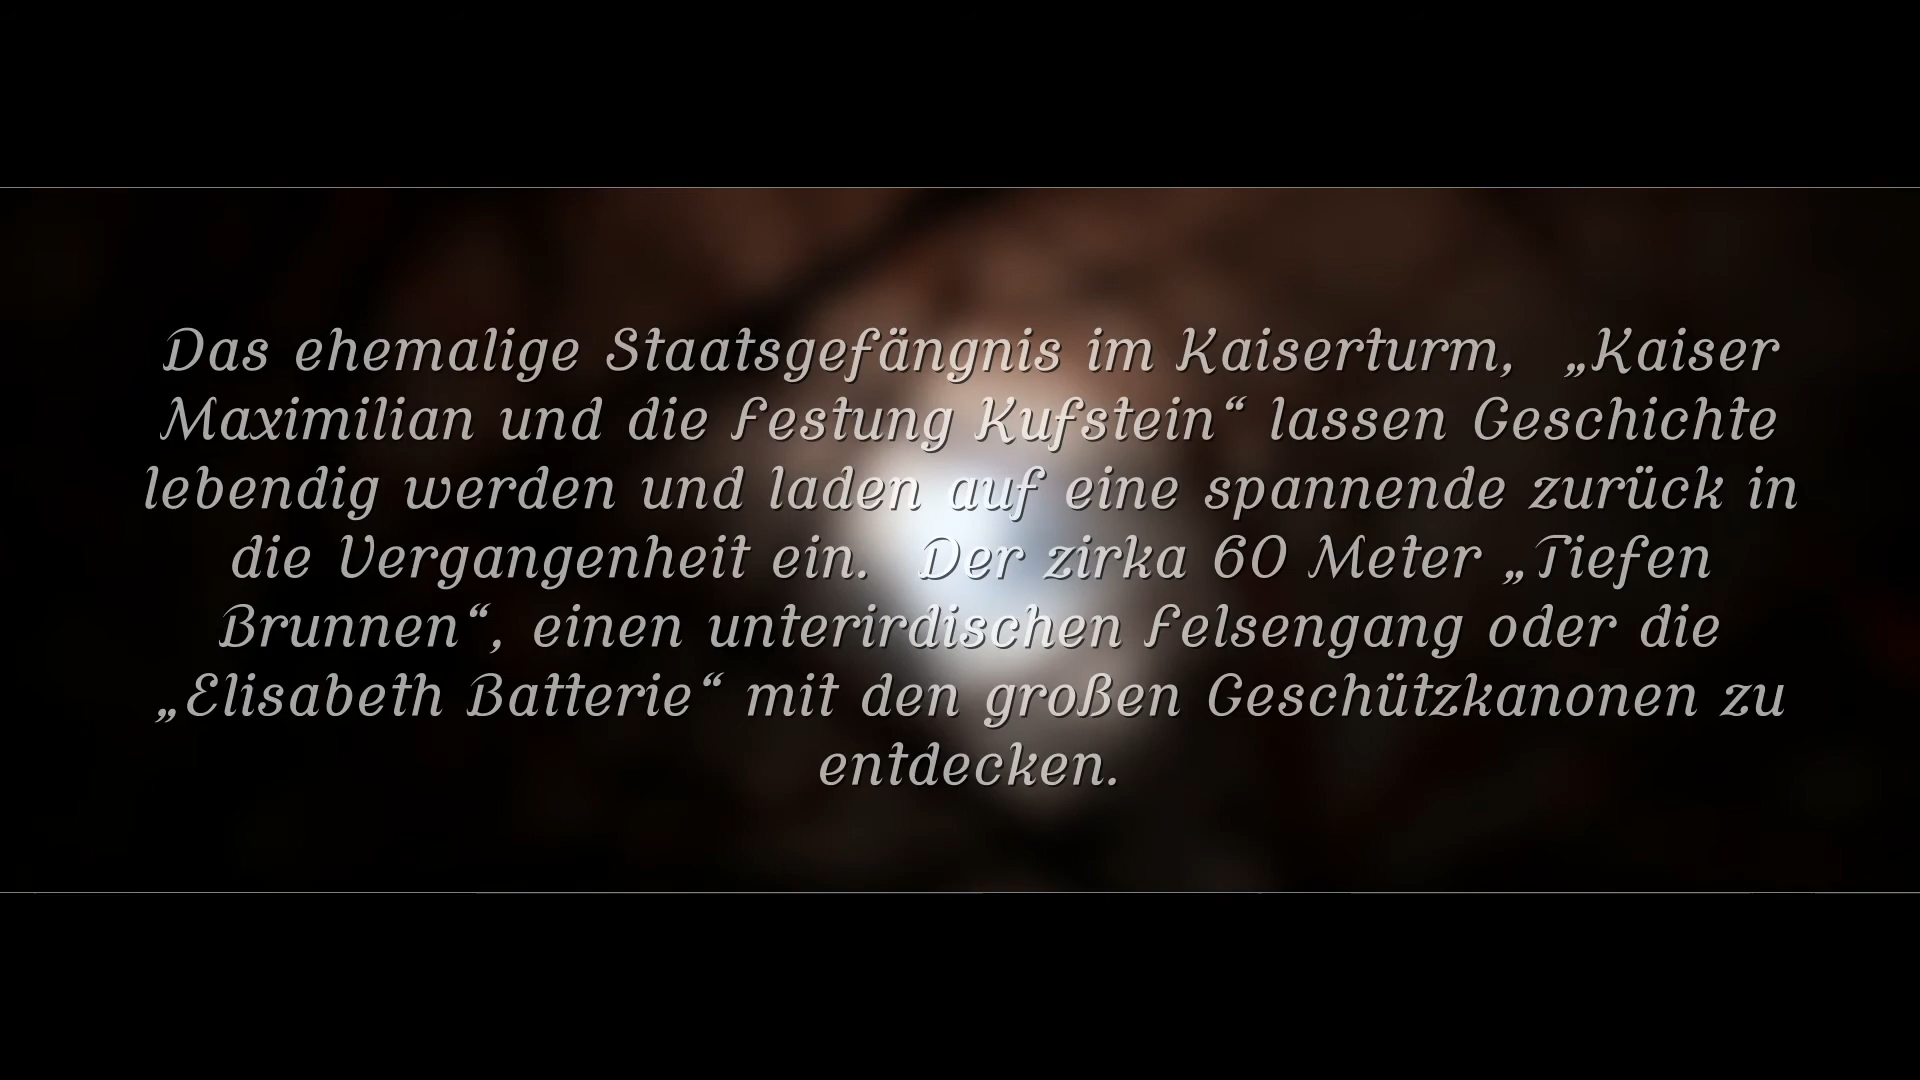 Das ehemalige Staatsgefängnis im Kaiserturm,  „Kaiser
Maximilian und die Festung Kufstein“ lassen Geschichte
lebendig werden und laden auf eine spannende zurück in
die Vergangenheit ein.  Der zirka 60 Meter „Tiefen
Brunnen“, einen unterirdischen Felsengang oder die
„Elisabeth Batterie“ mit den großen Geschützkanonen zu
entdecken.